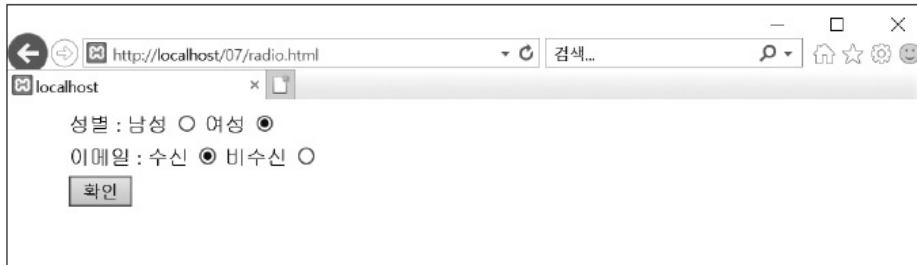 http://localhost/07/radio.html
검색...
localhost
성별 : 남성 여성
이메일 : 수신 비수신
확인